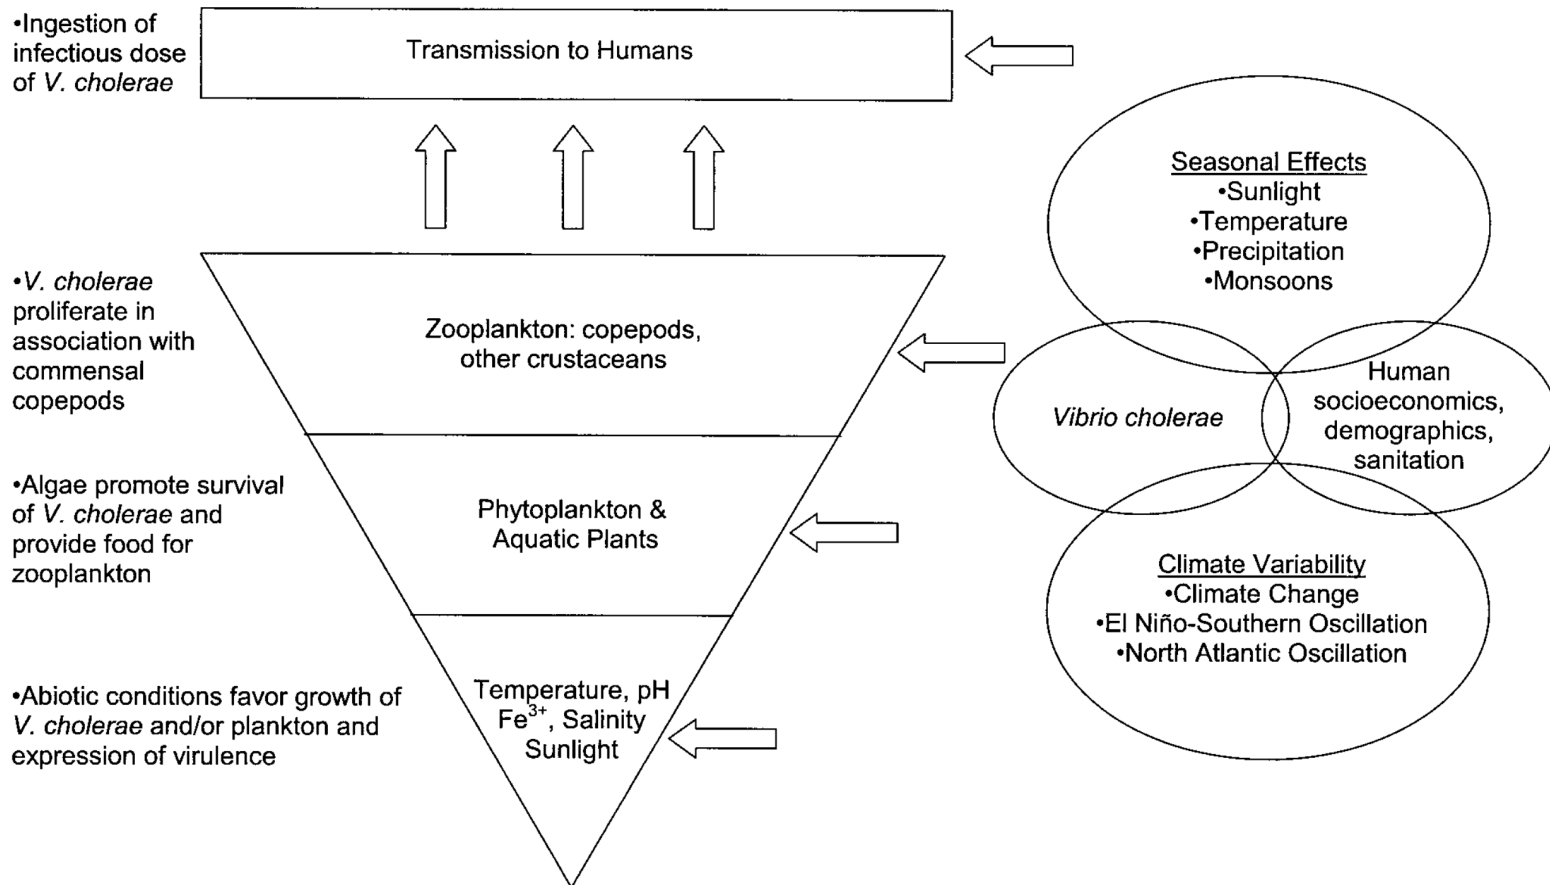 •Ingestion of
infectious dose
of V. cholerae
Transmission to Humans
Seasonal Effects
•Sunlight
•Temperature
•Precipitation
•Monsoons
•V. cholerae
proliferate in
association with
commensal
copepods
Zooplankton: copepods,
other crustaceans
Vibrio cholerae
Human
socioeconomics,
demographics,
sanitation
•Algae promote survival
of V. cholerae and
provide food for
zooplankton
Phytoplankton &
Aquatic Plants
Climate Variability
•Climate Change
•El Niño-Southern Oscillation
•North Atlantic Oscillation
•Abiotic conditions favor growth of
V. cholerae and/or plankton and
expression of virulence
Temperature, pH
Fe³⁺, Salinity
Sunlight